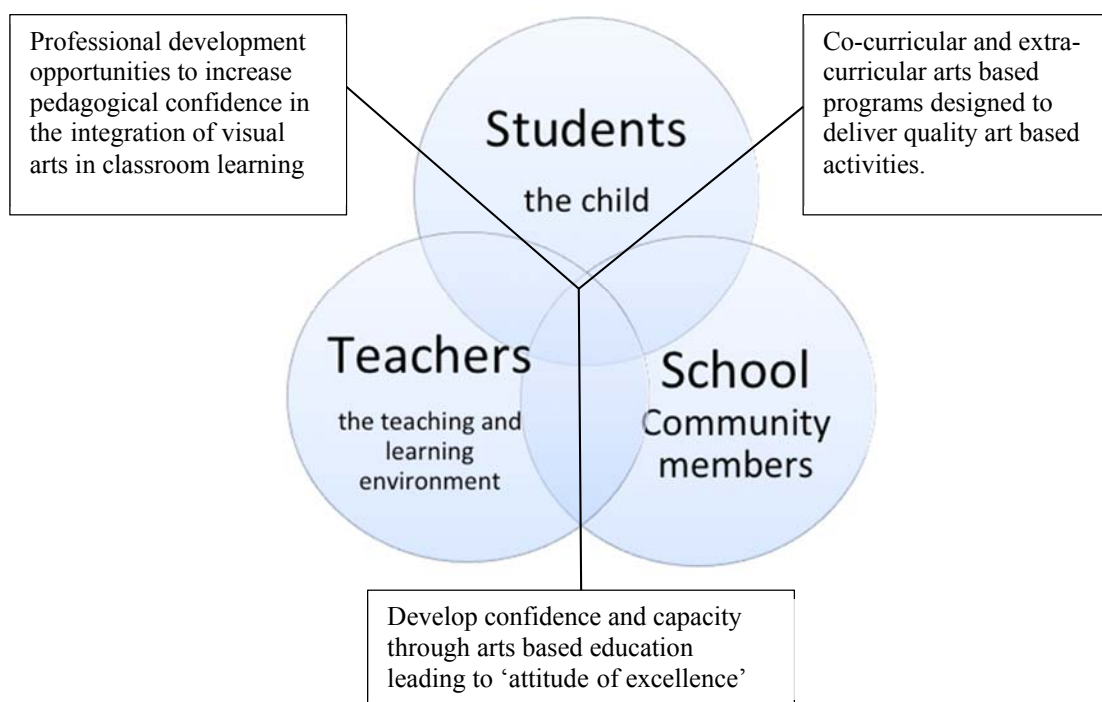 Professional development
opportunities to increase
pedagogical confidence in
the integration of visual
arts in classroom learning
Co-curricular and extra-
curricular arts based
programs designed to
deliver quality art based
activities.
Students
the child
Teachers
the teaching and
learning
environment
School
Community
members
Develop confidence and capacity
through arts based education
leading to ‘attitude of excellence’